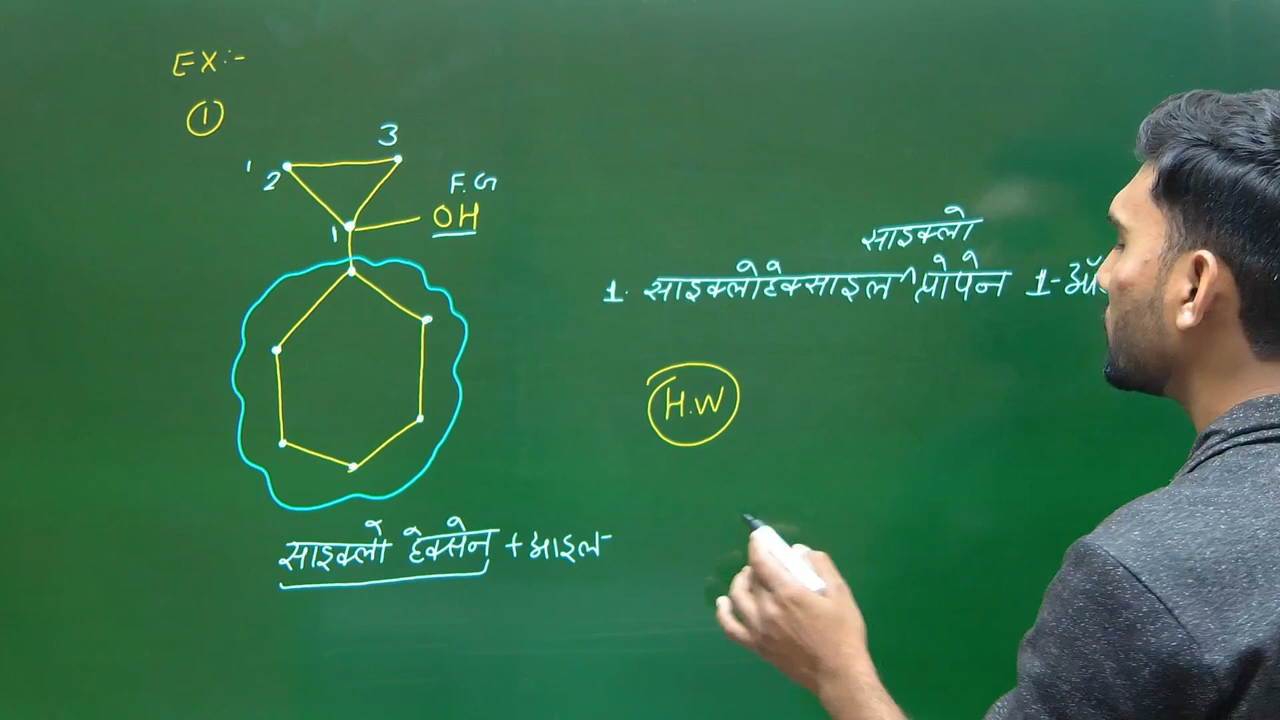 EX:-
①
3
2
F.G
OH
1
साइक्लो
1. साइक्लोहेक्साइल ^ प्रोपेन 1-ऑ
H.W
साइक्लो हेक्सेन + आइल